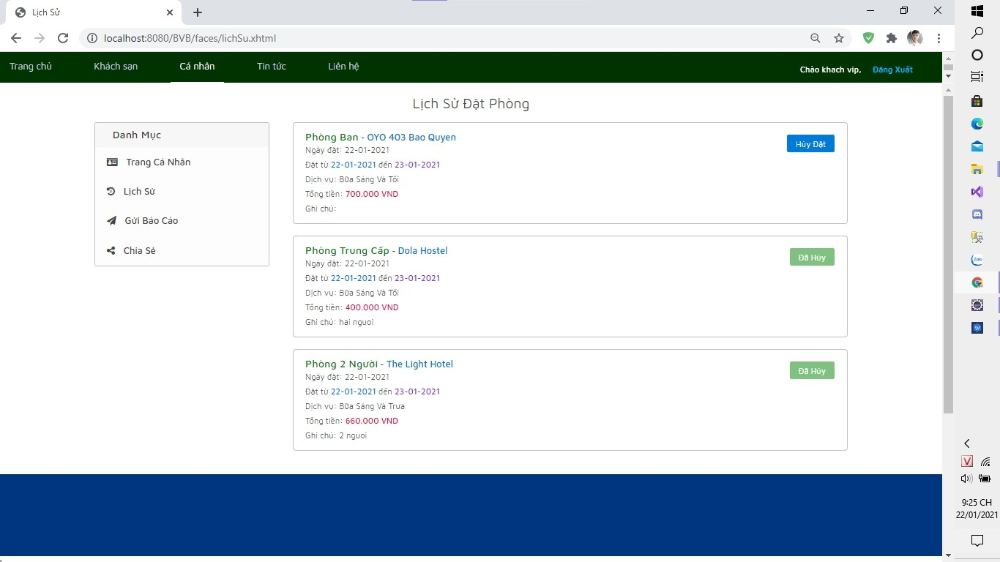 Lịch Sử
localhost:8080/BVB/faces/lichSu.xhtml
Trang chủ Khách sạn Cá nhân Tin tức Liên hệ Chào khach vip, Đăng Xuất
Lịch Sử Đặt Phòng
Danh Mục
Trang Cá Nhân
Lịch Sử
Gửi Báo Cáo
Chia Sẻ
Phòng Ban - OYO 403 Bao Quyen
Hủy Đặt
Ngày đặt: 22-01-2021
Đặt từ 22-01-2021 đến 23-01-2021
Dịch vụ: Bữa Sáng Và Tối
Tổng tiền: 700.000 VND
Ghi chú:
Phòng Trung Cấp - Dola Hostel
Đã Hủy
Ngày đặt: 22-01-2021
Đặt từ 22-01-2021 đến 23-01-2021
Dịch vụ: Bữa Sáng Và Tối
Tổng tiền: 400.000 VND
Ghi chú: hai nguoi
Phòng 2 Người - The Light Hotel
Đã Hủy
Ngày đặt: 22-01-2021
Đặt từ 22-01-2021 đến 23-01-2021
Dịch vụ: Bữa Sáng Và Trưa
Tổng tiền: 660.000 VND
Ghi chú: 2 nguoi
Zalo
9:25 CH
22/01/2021